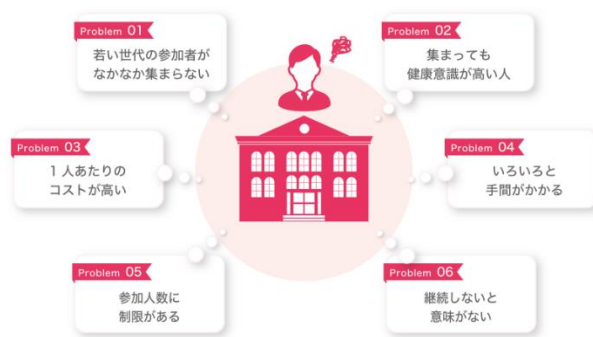 Problem 01
若い世代の参加者が
なかなか集まらない
Problem 02
集まっても
健康意識が高い人
Problem 03
1人あたりの
コストが高い
Problem 04
いろいろと
手間がかかる
Problem 05
参加人数に
制限がある
Problem 06
継続しないと
意味がない